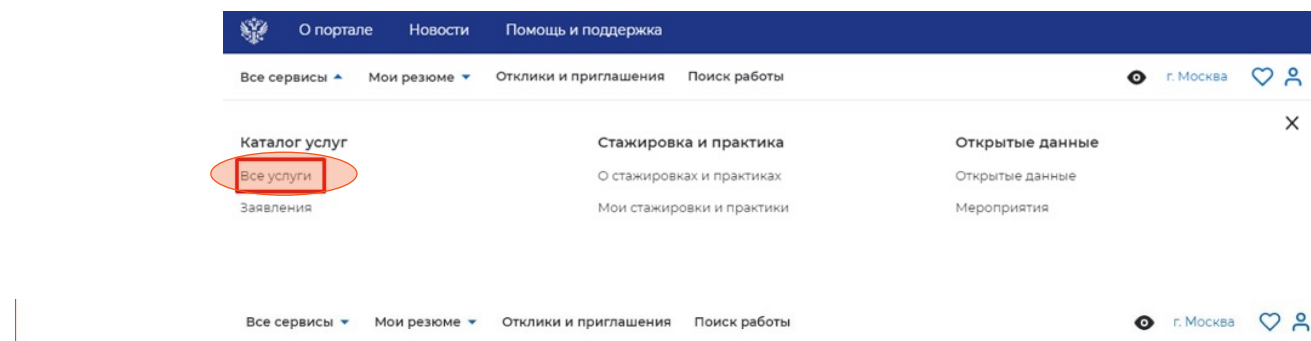 О портале Новости Помощь и поддержка
Все сервисы Мои резюме Отклики и приглашения Поиск работы г. Москва
Каталог услуг Стажировка и практика Открытые данные
Все услуги О стажировках и практиках Открытые данные
Заявления Мои стажировки и практики Мероприятия
Все сервисы Мои резюме Отклики и приглашения Поиск работы г. Москва